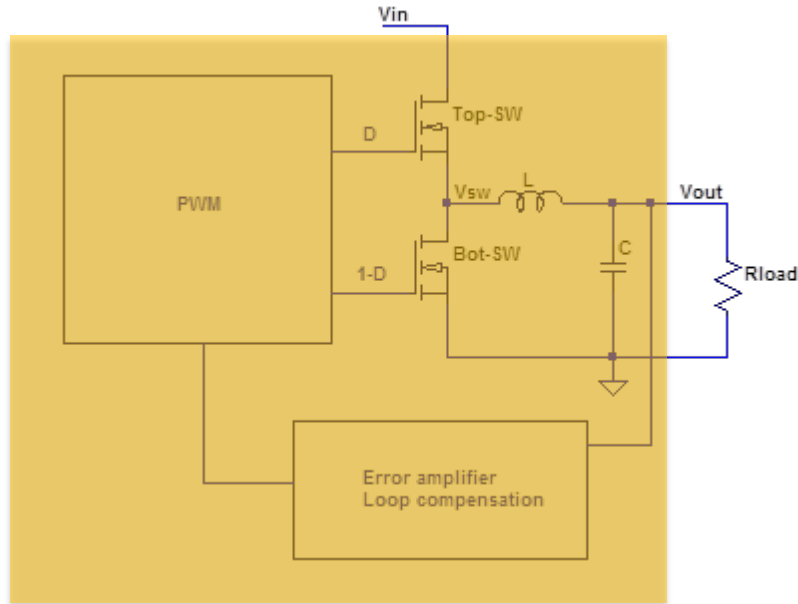 Vin
Top-SW
D
PWM
Vsw
L
Vout
C
Bot-SW
1-D
Rload
Error amplifier
Loop compensation